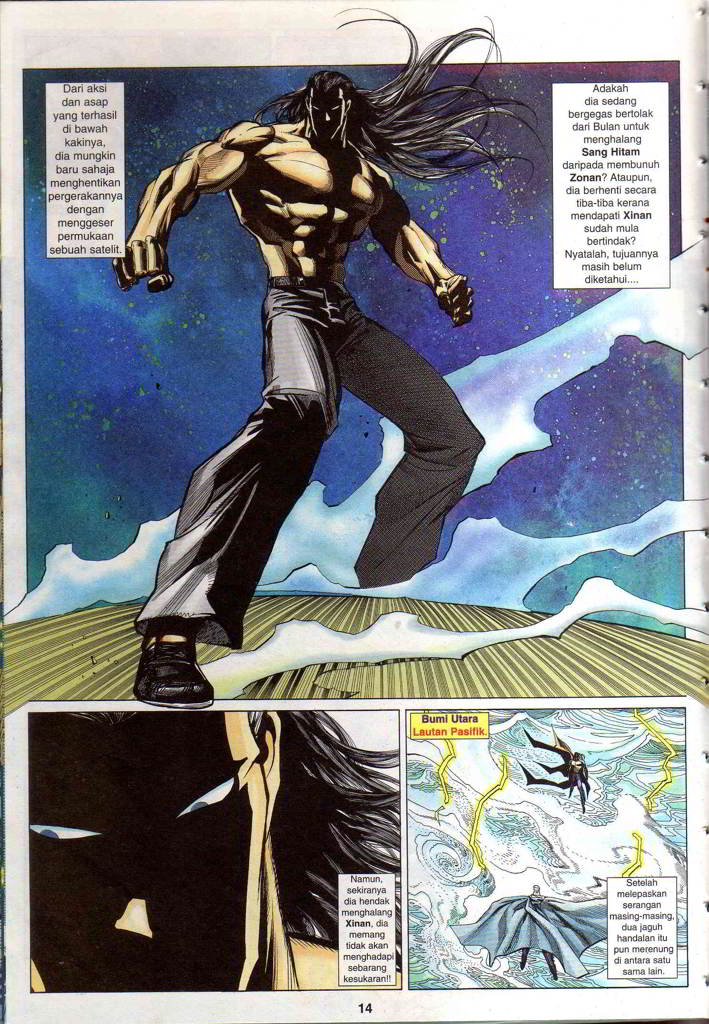 Dari aksi
dan asap
yang terhasil
di bawah
kakinya,
dia mungkin
baru sahaja
menghentikan
pergerakannya
dengan
menggeser
permukaan
sebuah satelit.
Adakah
dia sedang
bergegas bertolak
dari Bulan untuk
menghalang
Sang Hitam
daripada membunuh
Zonan? Ataupun,
dia berhenti secara
tiba-tiba kerana
mendapati Xinan
sudah mula
bertindak?
Nyatalah, tujuannya
masih belum
diketahui....
Namun,
sekiranya
dia hendak
menghalang
Xinan, dia
memang
tidak akan
menghadapi
sebarang
kesukaran!!
Bumi Utara
Lautan Pasifik.
Setelah
melepaskan
serangan
masing-masing,
dua jaguh
handalan itu
pun merenung
di antara satu
sama lain.
14